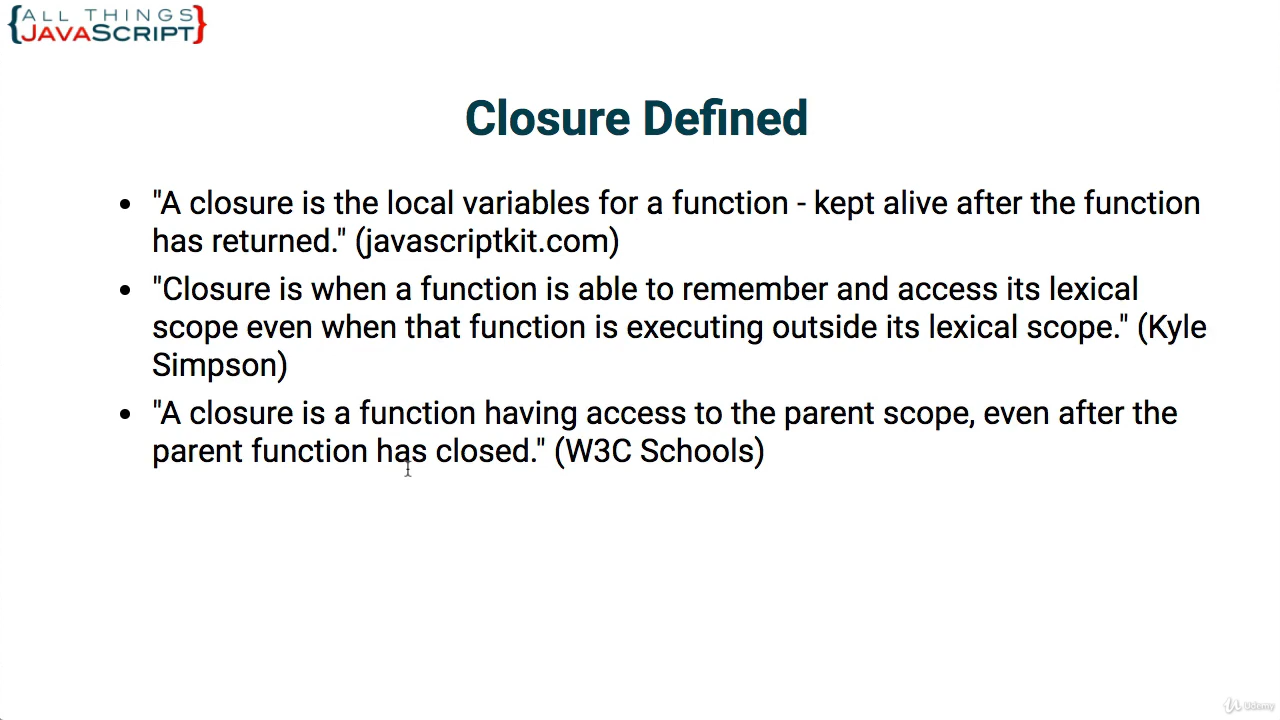 ALL THINGS
JAVASCRIPT
Closure Defined
• "A closure is the local variables for a function - kept alive after the function
has returned." (javascriptkit.com)
• "Closure is when a function is able to remember and access its lexical
scope even when that function is executing outside its lexical scope." (Kyle
Simpson)
• "A closure is a function having access to the parent scope, even after the
parent function has closed." (W3C Schools)
Udemy